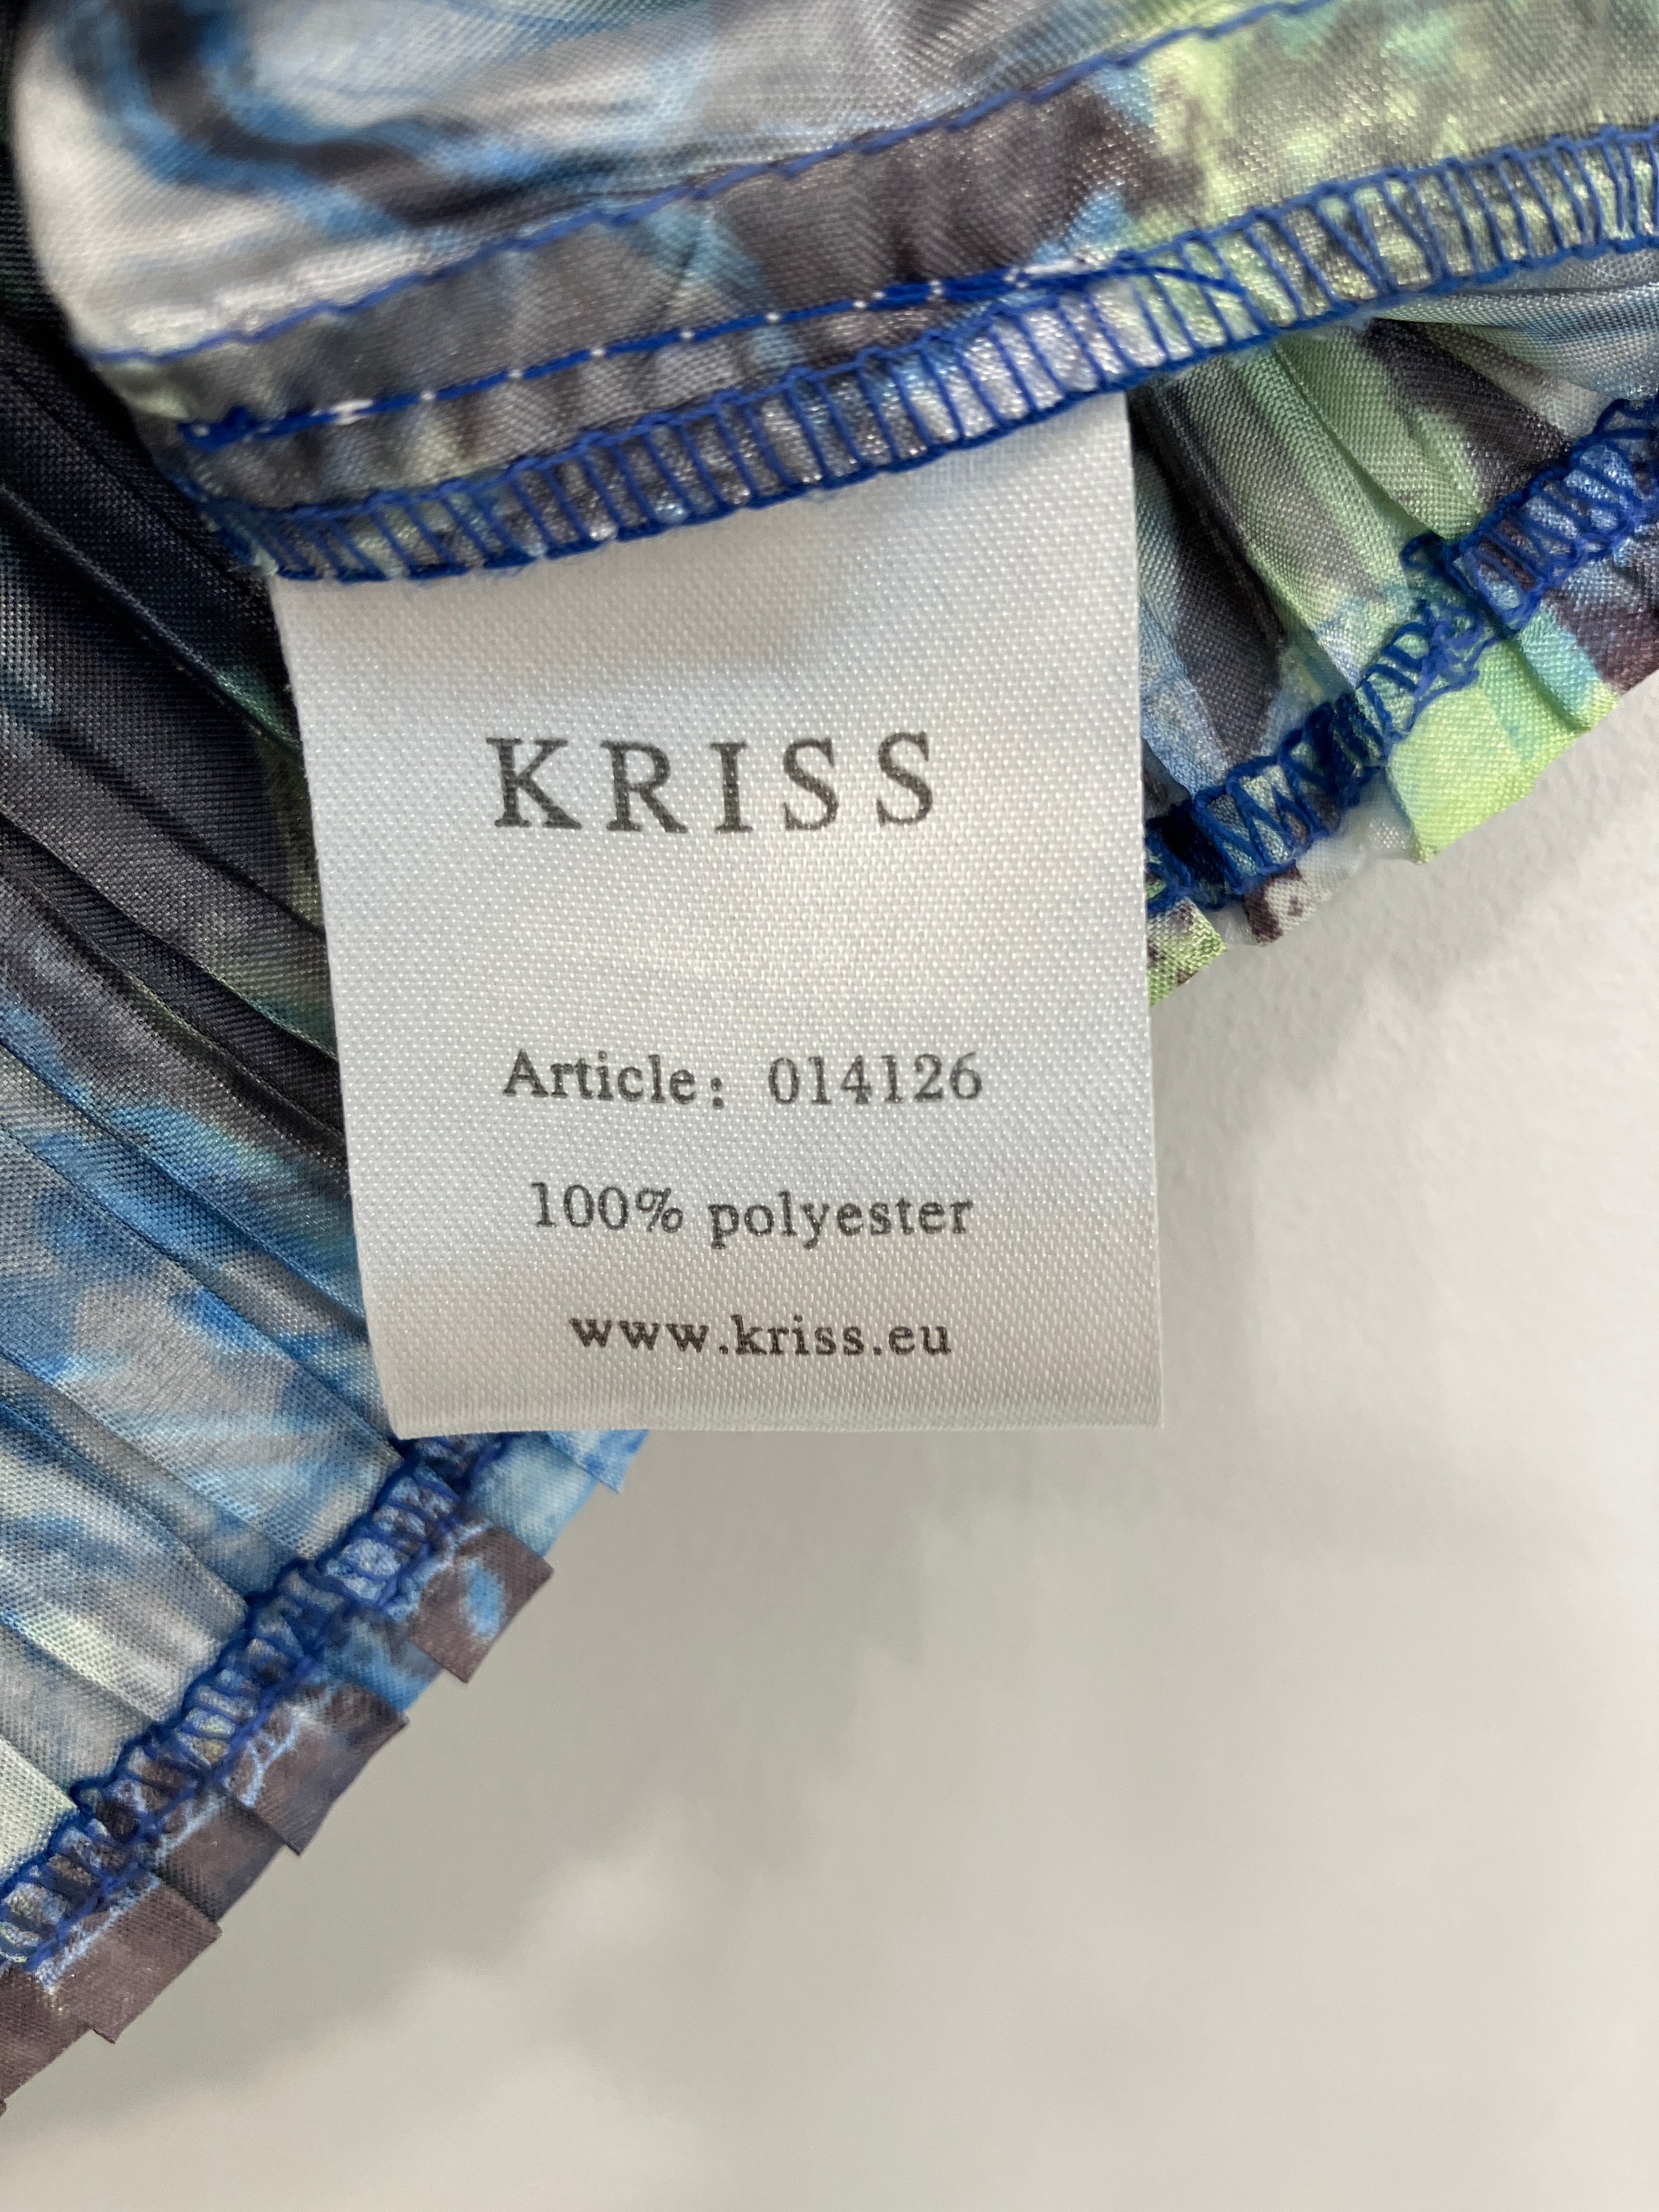 KRISS
Article: 014126
100% polyester
www.kriss.eu